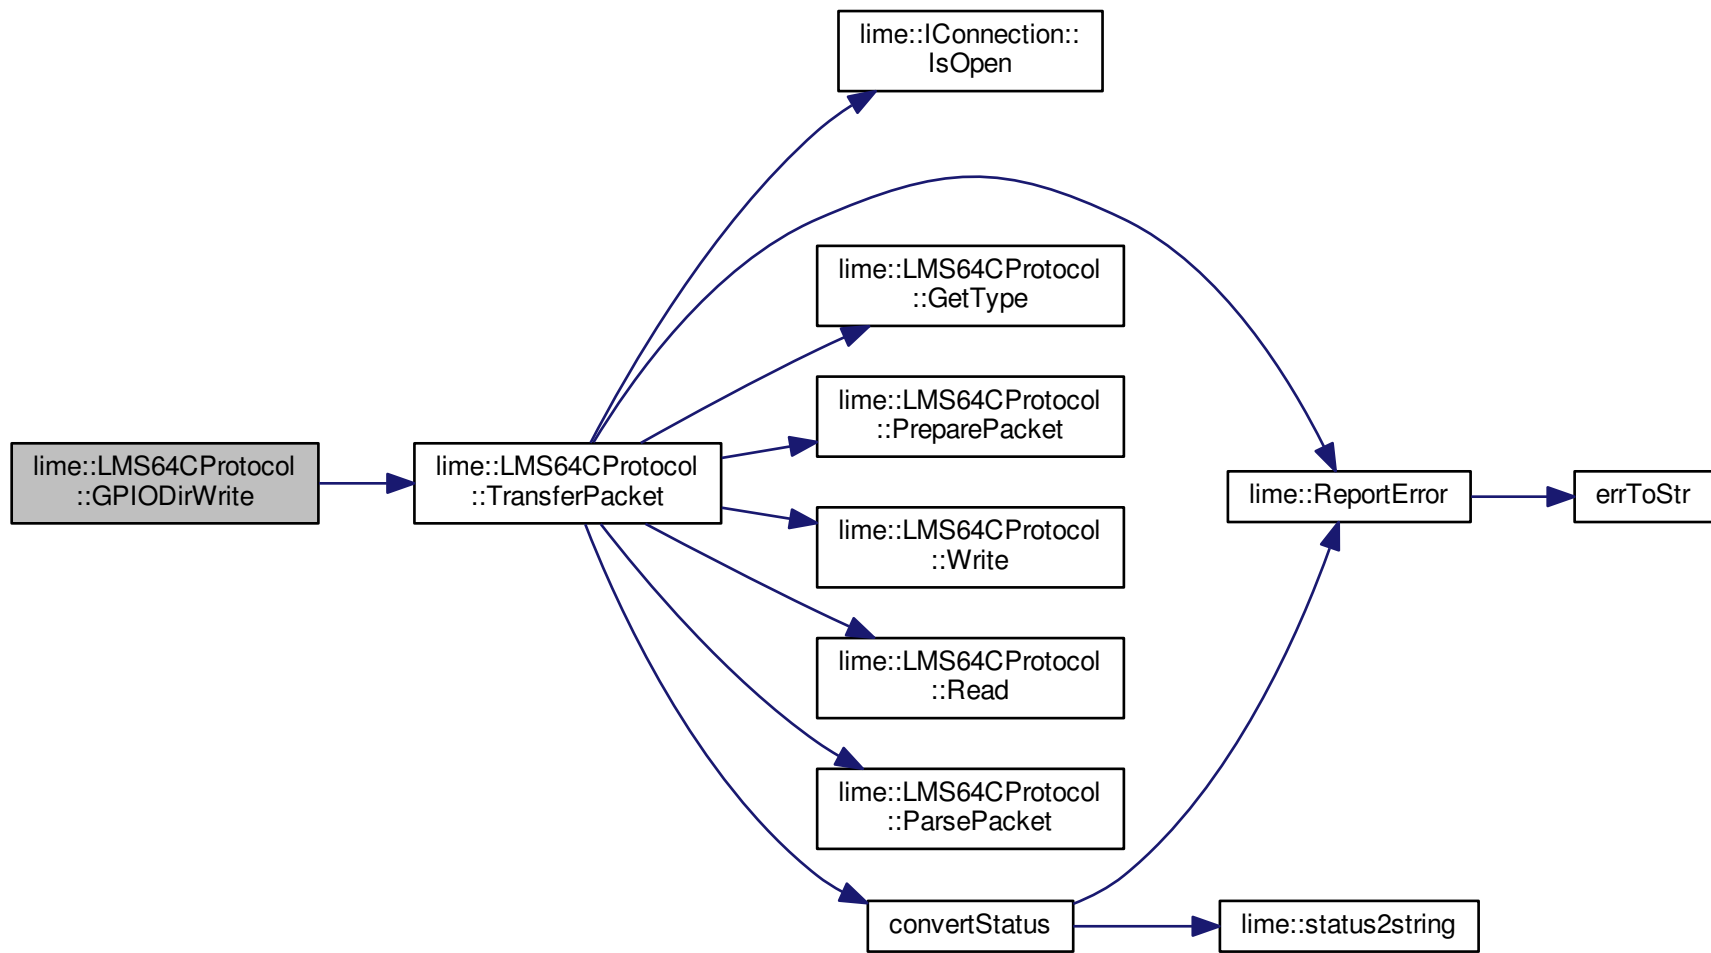 lime::IConnection::
IsOpen
lime::LMS64CProtocol
::GetType
lime::LMS64CProtocol
::PreparePacket
lime::LMS64CProtocol
::GPIODirWrite
lime::LMS64CProtocol
::TransferPacket
lime::ReportError
errToStr
lime::LMS64CProtocol
::Write
lime::LMS64CProtocol
::Read
lime::LMS64CProtocol
::ParsePacket
convertStatus
lime::status2string